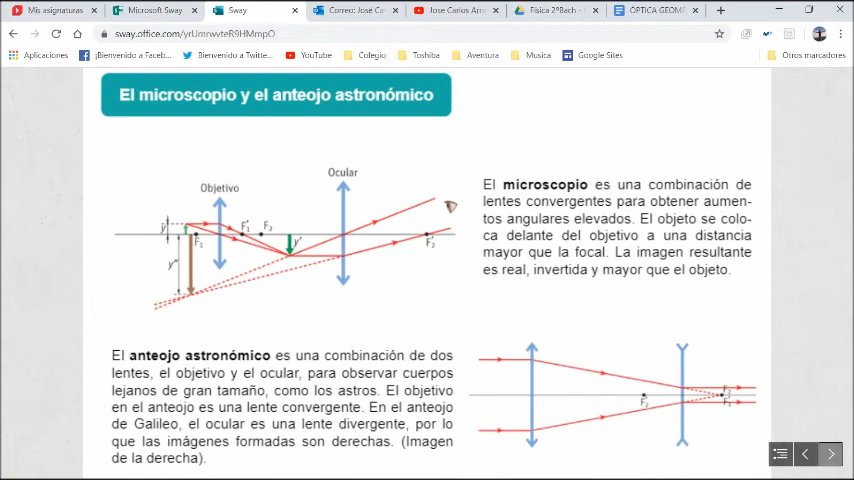 Mis asignaturas
Microsoft Sway
Sway
Correo: José Ca
Jose Carlos Arra
Física 2ºBach -
ÓPTICA GEOMÉ
sway.office.com/yrUmrwvteR9HMmpO
Aplicaciones
¡Bienvenido a Faceb...
Bienvenido a Twitte...
YouTube
Colegio
Toshiba
Aventura
Musica
Google Sites
Otros marcadores
El microscopio y el anteojo astronómico
Objetivo
Ocular
y
F1
F'1
F2
y'
F'2
y''
El microscopio es una combinación de
lentes convergentes para obtener aumen-
tos angulares elevados. El objeto se colo-
ca delante del objetivo a una distancia
mayor que la focal. La imagen resultante
es real, invertida y mayor que el objeto.
El anteojo astronómico es una combinación de dos
lentes, el objetivo y el ocular, para observar cuerpos
lejanos de gran tamaño, como los astros. El objetivo
en el anteojo es una lente convergente. En el anteojo
de Galileo, el ocular es una lente divergente, por lo
que las imágenes formadas son derechas. (Imagen
de la derecha).
F'2
F2
F'1